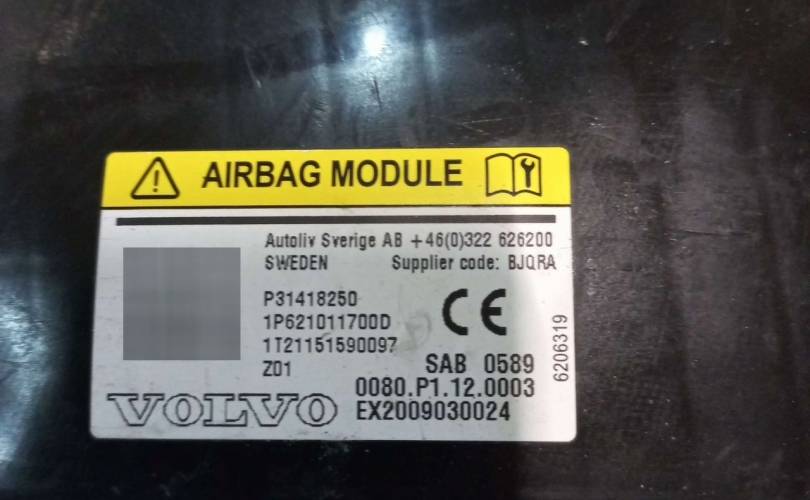 AIRBAG MODULE
Autoliv Sverige AB +46(0)322 626200
SWEDEN Supplier code: BJQRA
P31418250
1P621011700D
1T21151590097
Z01
CE
SAB 0589
0080.P1.12.0003
EX2009030024
VOLVO
6206319